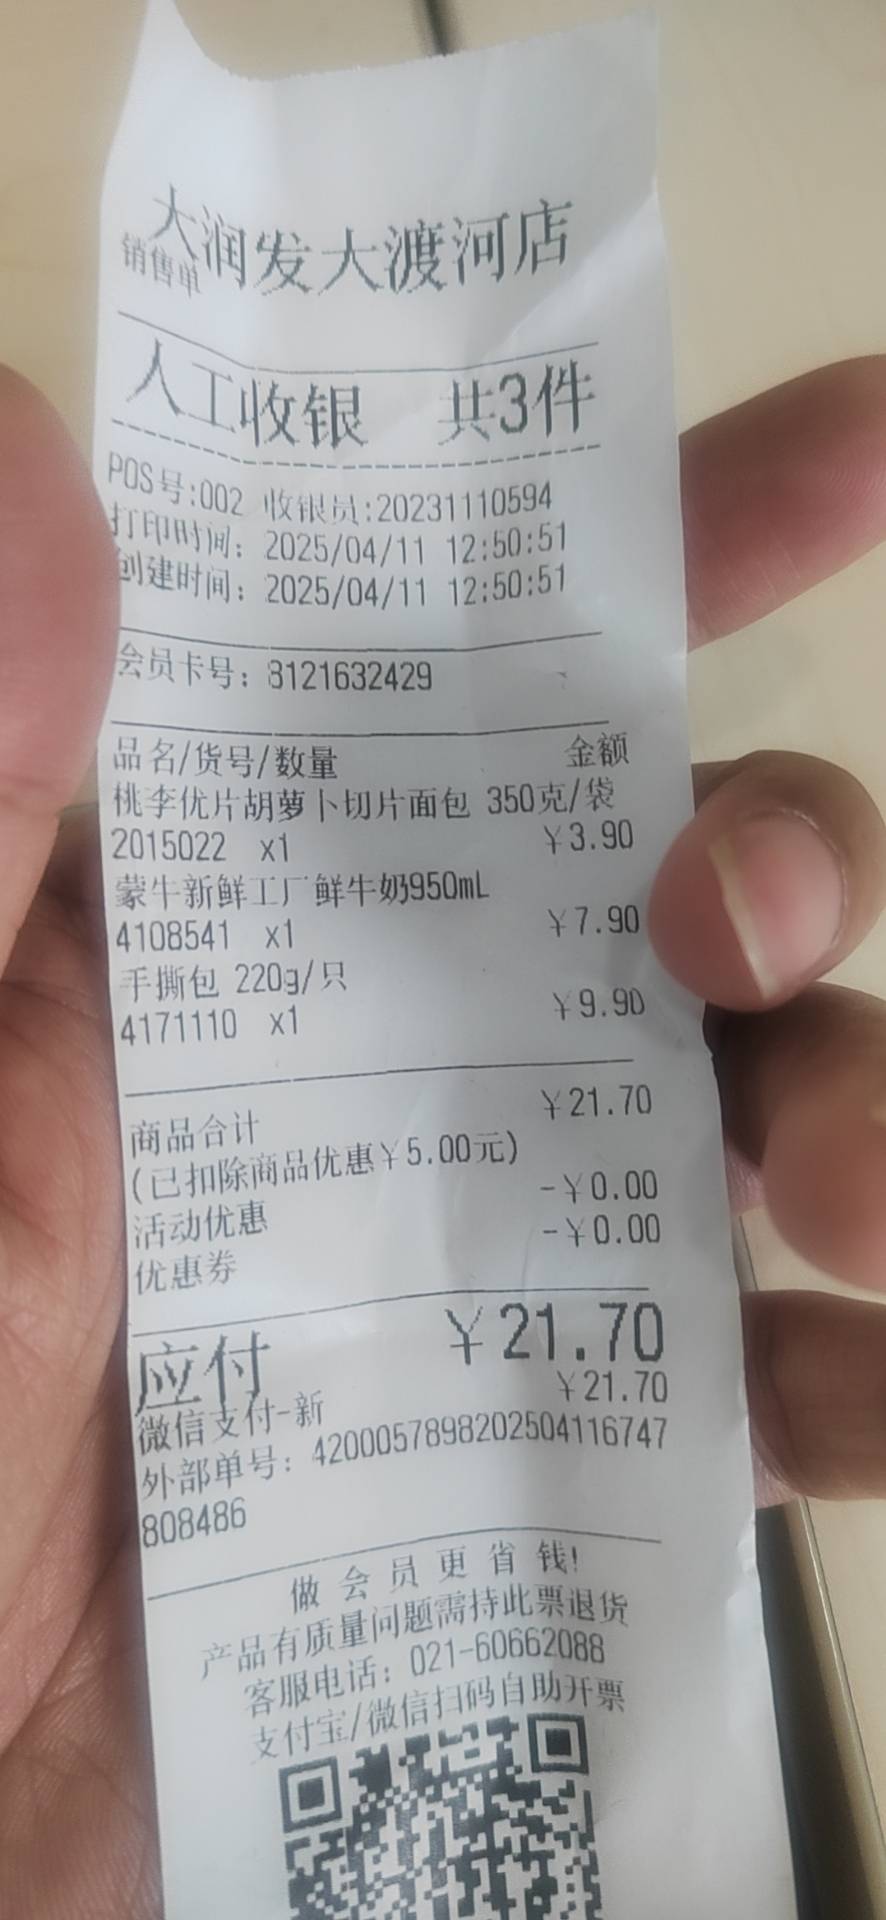 大润发大渡河店
销售单
人工收银 共3件
POS号:002 收银员:20231110594
打印时间: 2025/04/11 12:50:51
创建时间: 2025/04/11 12:50:51
会员卡号: 8121632429
品名/货号/数量 金额
桃李优片胡萝卜切片面包 350克/袋
2015022 x1 ￥3.90
蒙牛新鲜工厂鲜牛奶950mL
4108541 x1 ￥7.90
手撕包 220g/只
4171110 x1 ￥9.90
商品合计 ￥21.70
(已扣除商品优惠￥5.00元)
活动优惠 -￥0.00
优惠券 -￥0.00
应付 ￥21.70
微信支付-新 ￥21.70
外部单号: 4200057898202504116747
808486
做会员更省钱!
产品有质量问题需持此票退货
客服电话: 021-60662088
支付宝/微信扫码自助开票